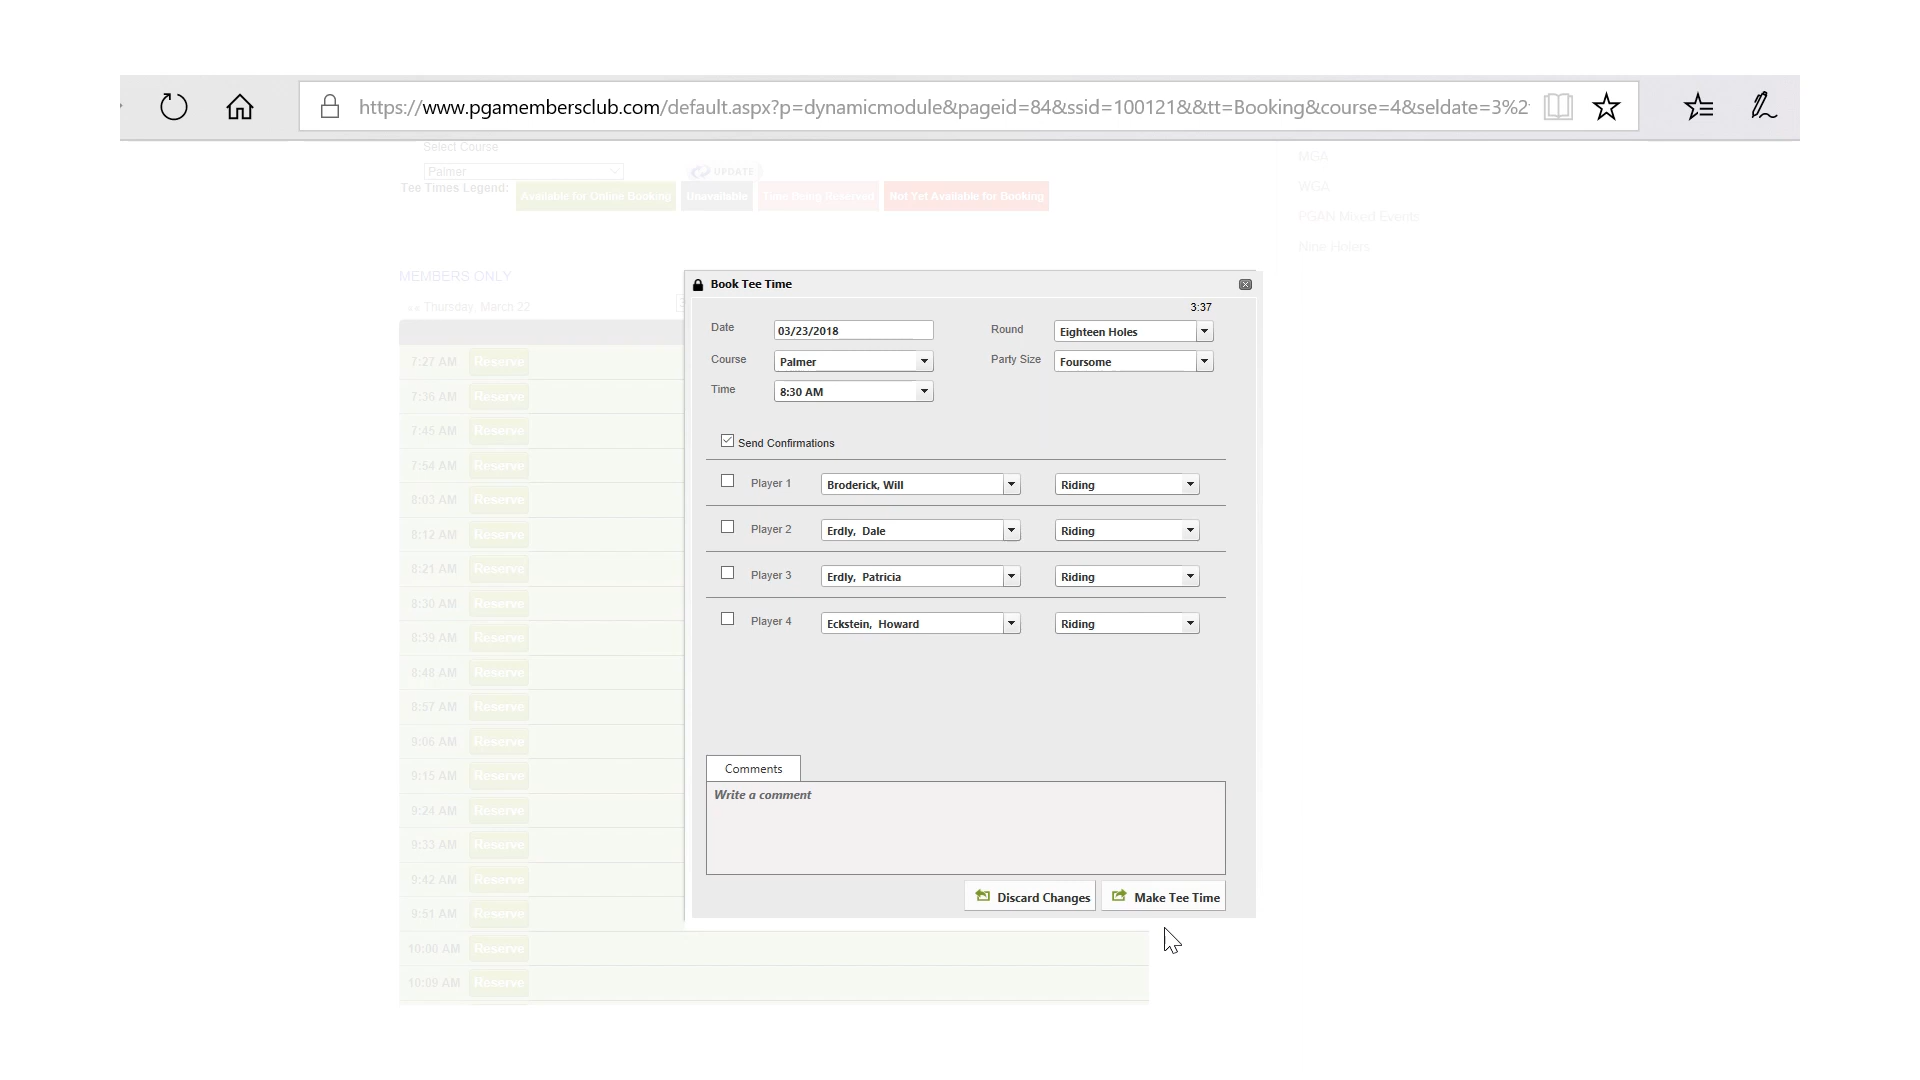 https://www.pgamembersclub.com/default.aspx?p=dynamicmodule&pageid=84&ssid=100121&&tt=Booking&course=4&seldate=3%2
Select Course
Palmer
UPDATE
Tee Times Legend:
Available for Online Booking
Unavailable
Time Being Reserved
Not Yet Available for Booking
MGA
WGA
PGAN Mixed Events
Nine Holers
MEMBERS ONLY
<< Thursday, March 22
7:27 AM Reserve
7:36 AM Reserve
7:45 AM Reserve
7:54 AM Reserve
8:03 AM Reserve
8:12 AM Reserve
8:21 AM Reserve
8:30 AM Reserve
8:39 AM Reserve
8:48 AM Reserve
8:57 AM Reserve
9:06 AM Reserve
9:15 AM Reserve
9:24 AM Reserve
9:33 AM Reserve
9:42 AM Reserve
9:51 AM Reserve
10:00 AM Reserve
10:09 AM Reserve
Book Tee Time
3:37
Date 03/23/2018 Round Eighteen Holes
Course Palmer Party Size Foursome
Time 8:30 AM
Send Confirmations
Player 1 Broderick, Will Riding
Player 2 Erdly, Dale Riding
Player 3 Erdly, Patricia Riding
Player 4 Eckstein, Howard Riding
Comments
Write a comment
Discard Changes Make Tee Time